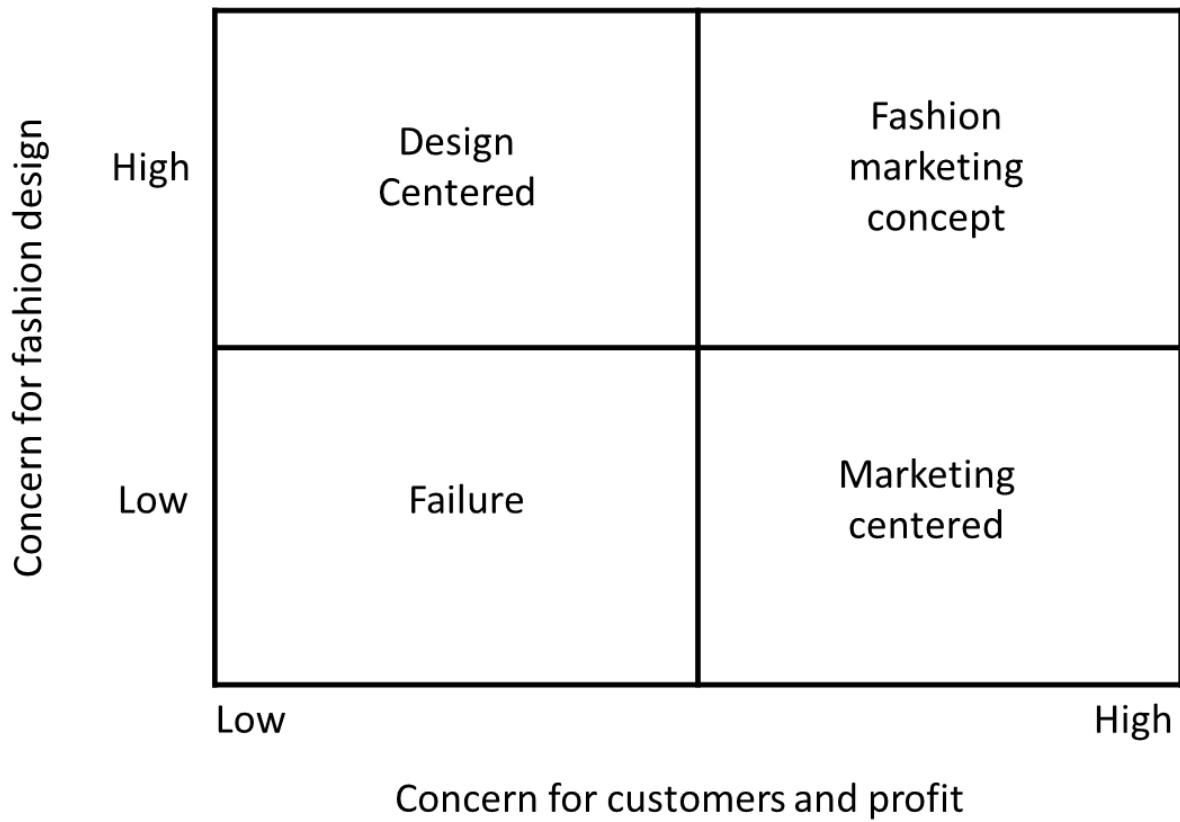 Concern for fashion design
High
Design
Centered
Fashion
marketing
concept
Low
Failure
Marketing
centered
Low
High
Concern for customers and profit